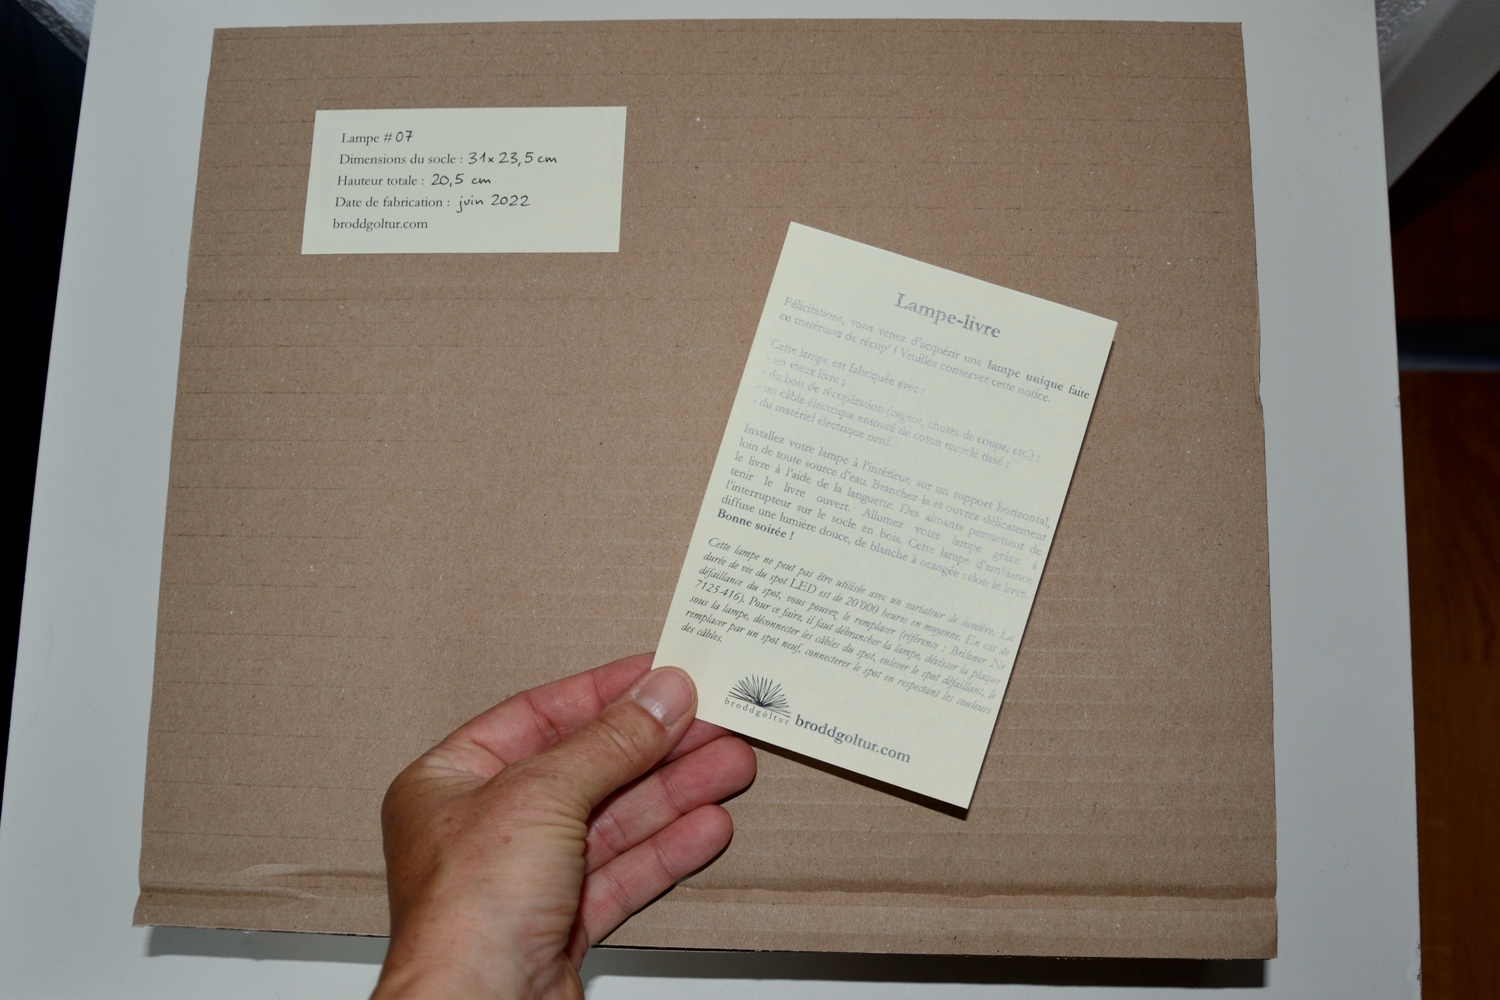 Lampe # 07
Dimensions du socle : 31x 23,5 cm
Hauteur totale : 20,5 cm
Date de fabrication : juin 2022
broddgoltur.com
Lampe-livre
Félicitations, vous venez d'acquérir une lampe unique faite
en matériaux de récup' ! Veuillez conserver cette notice.
Cette lampe est fabriquée avec :
- un vieux livre ;
- du bois de récupération (sagent, chutes de coupe, etc.) ;
- un câble électrique entouré de coton recyclé tissé ;
- du matériel électrique neuf.
Installez votre lampe à l'intérieur, sur un support horizontal,
loin de toute source d'eau. Branchez-la et ouvrez délicatement
le livre à l'aide de la languette. Des aimants permettent de
tenir le livre ouvert. Allumez votre lampe grâce à
l'interrupteur sur le socle en bois. Cette lampe d'ambiance
diffuse une lumière douce, de blanche à orangée selon le livre.
Bonne soirée !
Cette lampe ne peut pas être utilisée avec un variateur de lumière. La
durée de vie du spot LED est de 20'000 heures en moyenne. En cas de
défaillance du spot, vous pouvez le remplacer (référence : Briloner Nr
7125-416). Pour ce faire, il faut débrancher la lampe, dévisser la plaque
sous la lampe, déconnecter les câbles du spot, enlever le spot défaillant, le
remplacer par un spot neuf, connecterer le spot en respectant les couleurs
des câbles.
broddgoltur
broddgoltur.com